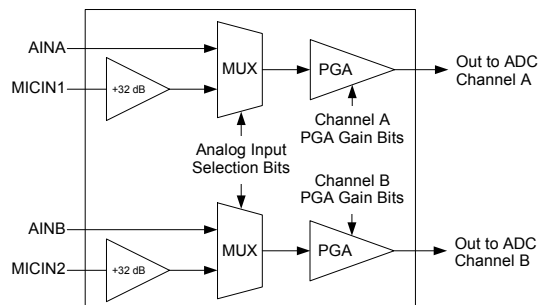 AINA
MICIN1
+32 dB
MUX
PGA
Out to ADC
Channel A
Channel A
PGA Gain Bits
Analog Input
Selection Bits
Channel B
PGA Gain Bits
AINB
MICIN2
+32 dB
MUX
PGA
Out to ADC
Channel B